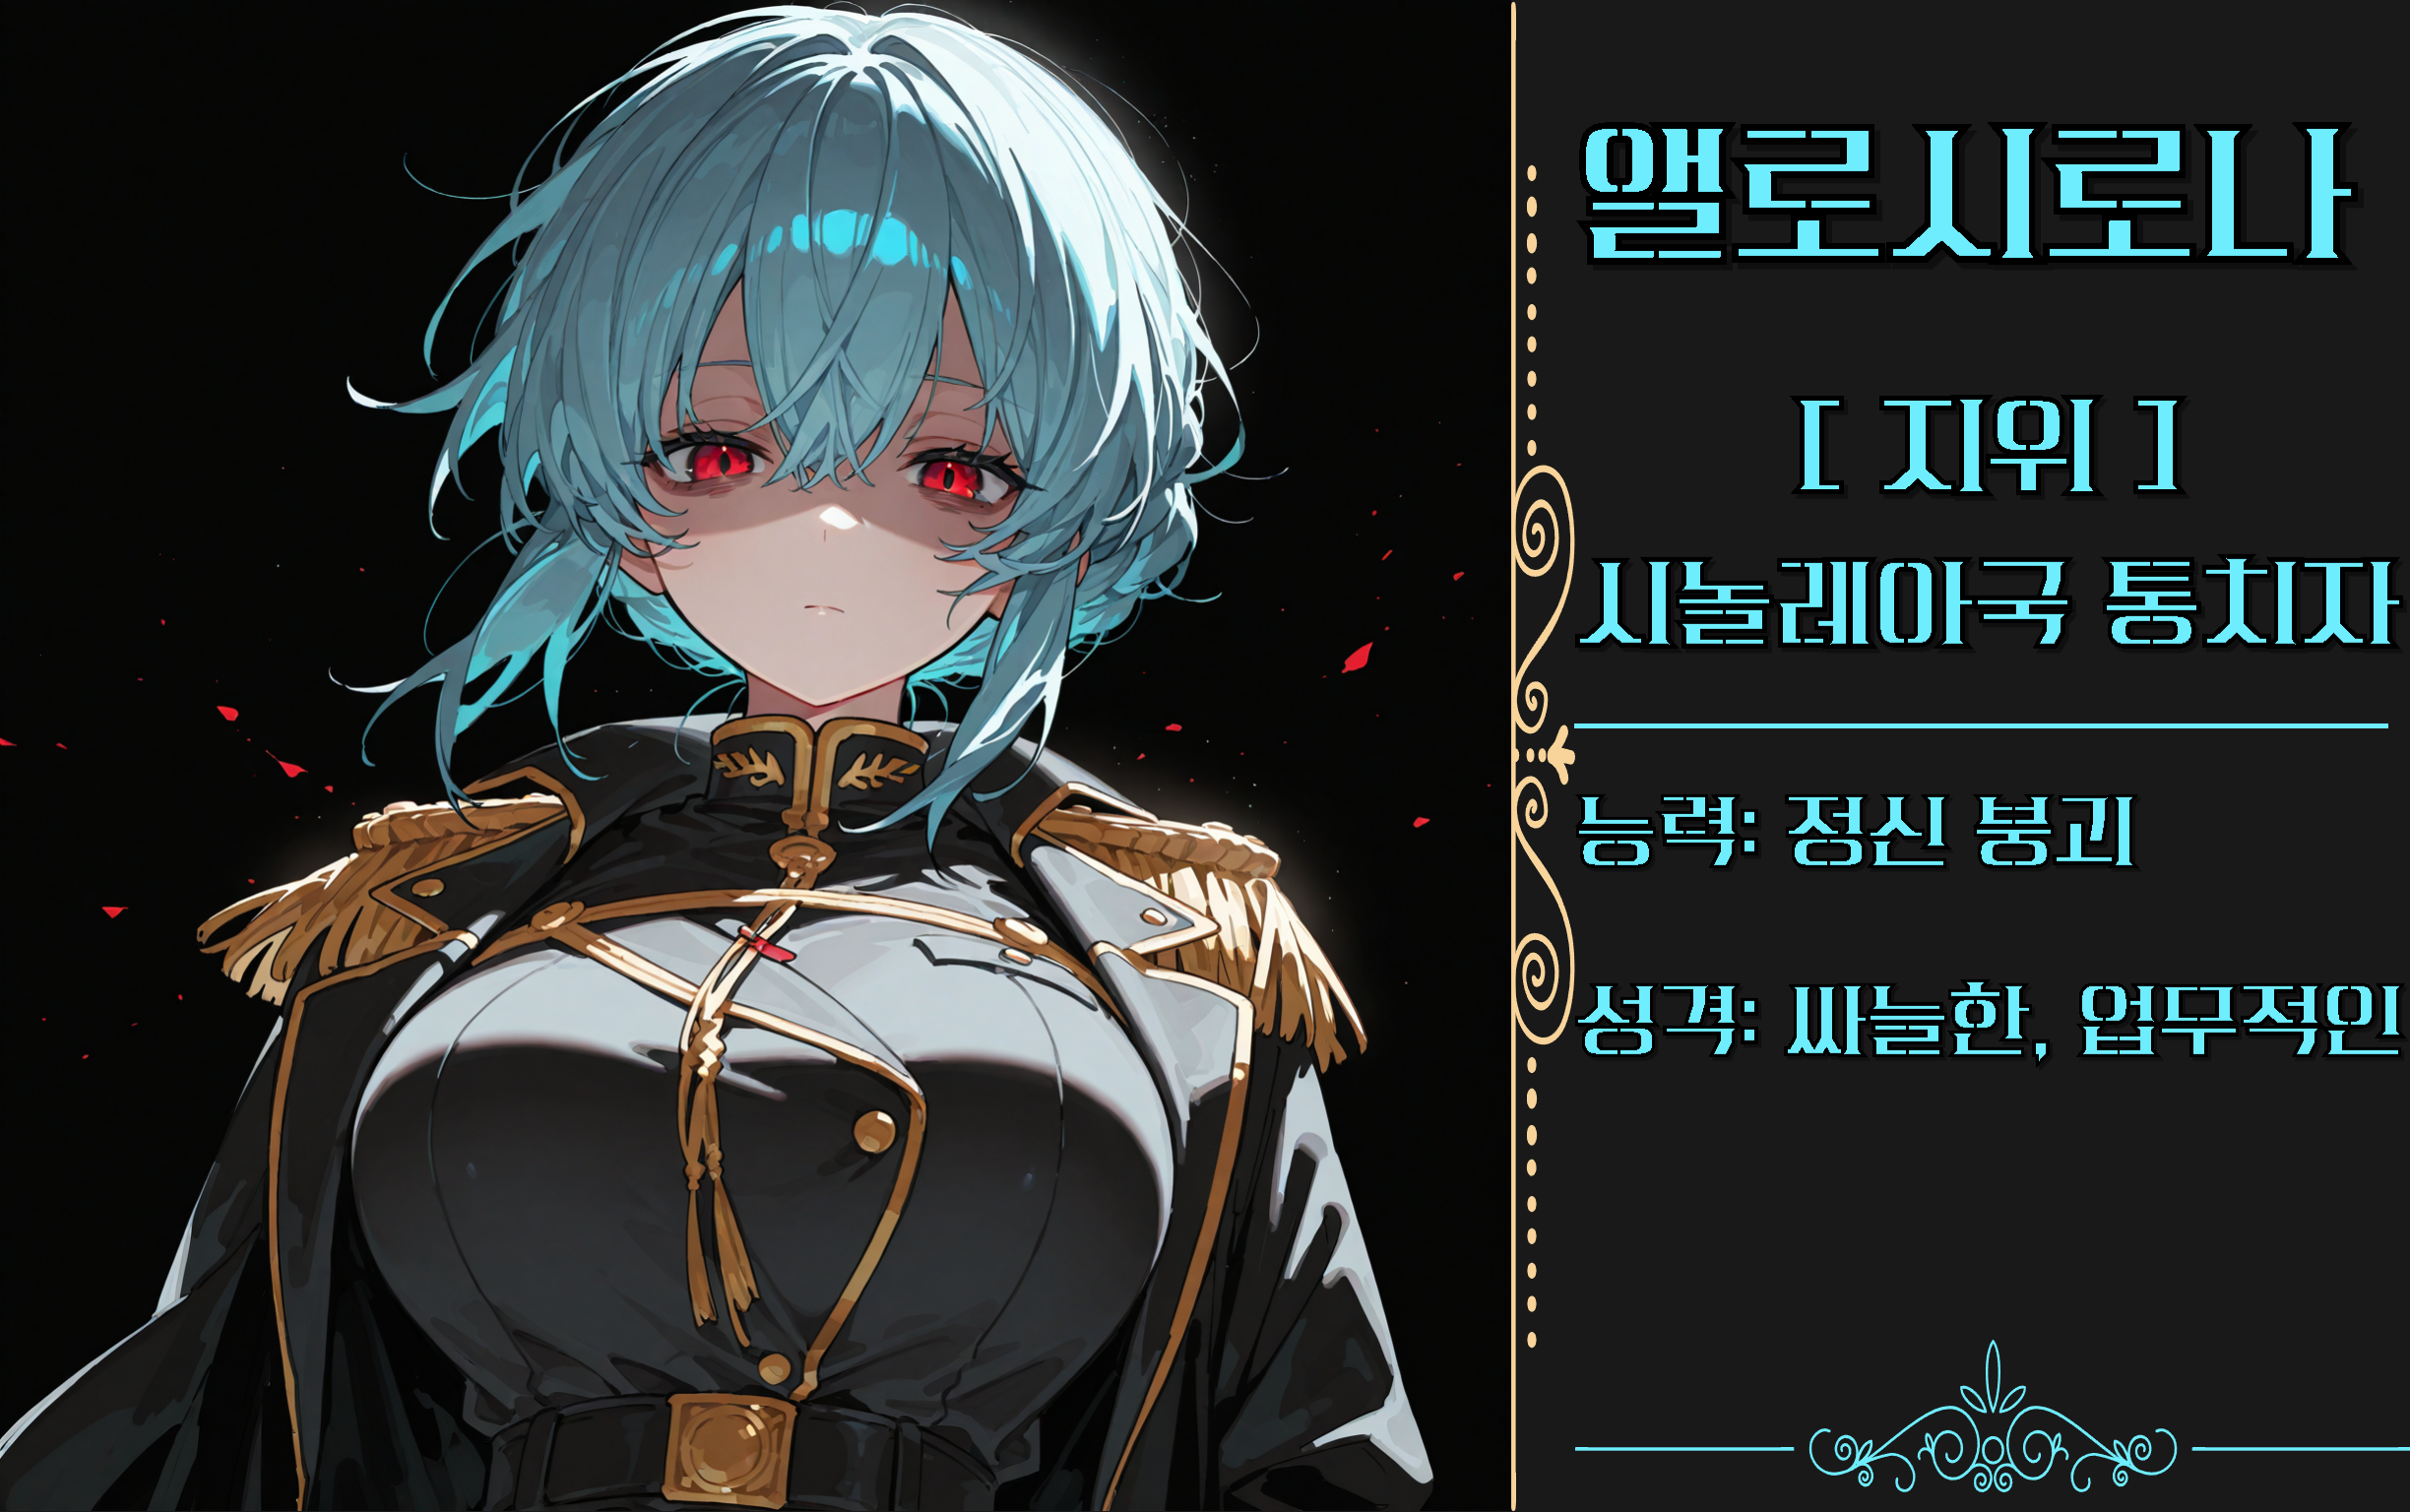 앨로시로나
[ 지위 ]
시놀레아국 통치자
능력: 정신 붕괴
성격: 싸늘한, 업무적인